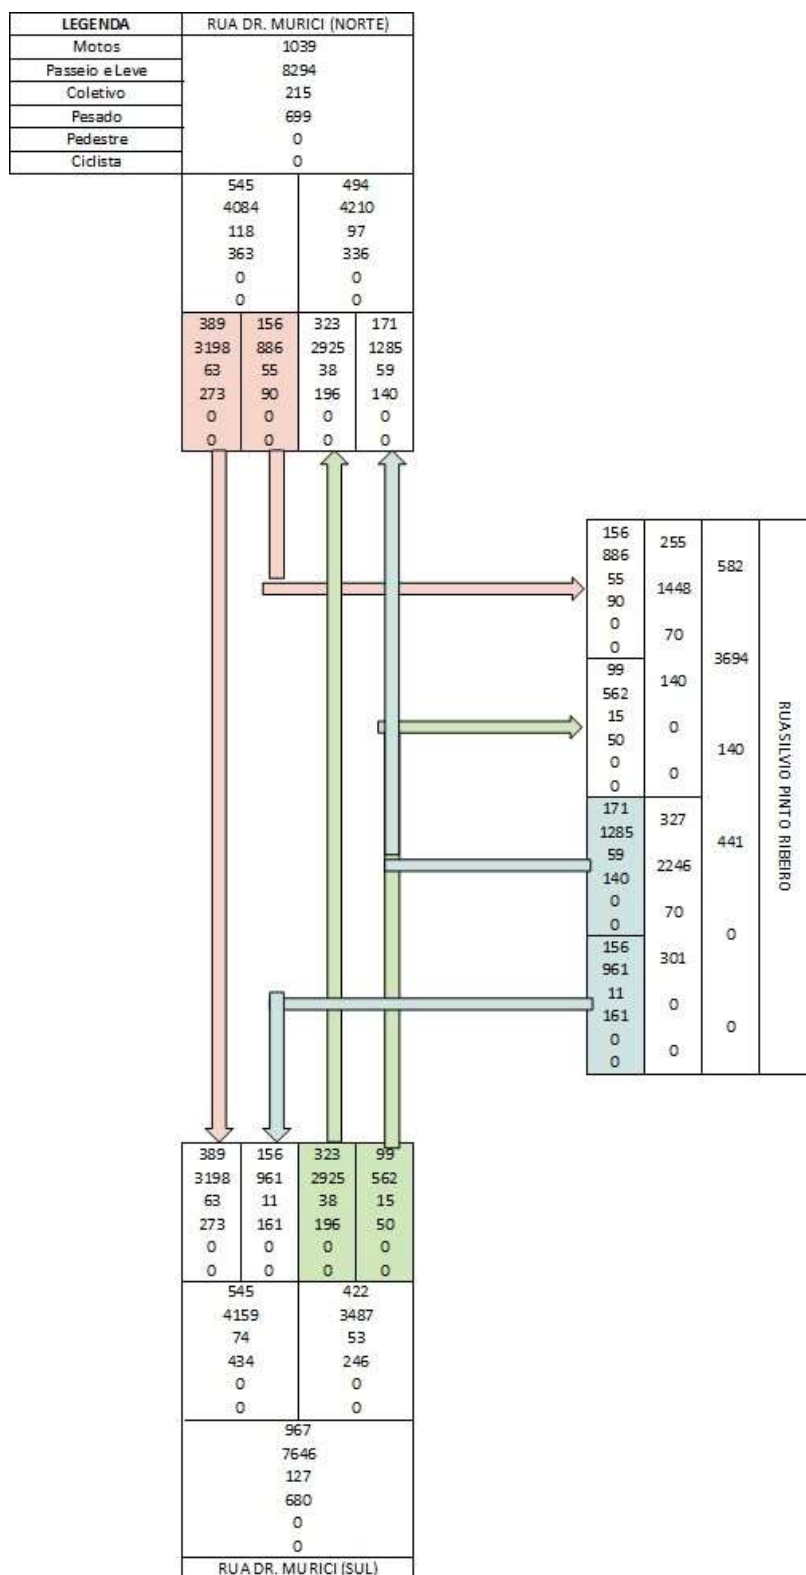 LEGENDA RUA DR. MURICI (NORTE)
Motos 1039
Passeio e Leve 8294
Coletivo 215
Pesado 699
Pedestre 0
Ciclista 0
545 494
4084 4210
118 97
363 336
0 0
0 0
389 156 323 171
3198 886 2925 1285
63 55 38 59
273 90 196 140
0 0 0 0
0 0 0 0
156
886
55
90
0
0
99
562
15
50
0
0
171
1285
59
140
0
0
156
961
11
161
0
0
255
1448
70
140
0
0
327
2246
70
301
0
0
582
3694
140
441
0
0
RUA SILVIO PINTO RIBEIRO
389 156 323 99
3198 961 2925 562
63 11 38 15
273 161 196 50
0 0 0 0
0 0 0 0
545 422
4159 3487
74 53
434 246
0 0
0 0
967
7646
127
680
0
0
RUA DR. MURICI (SUL)